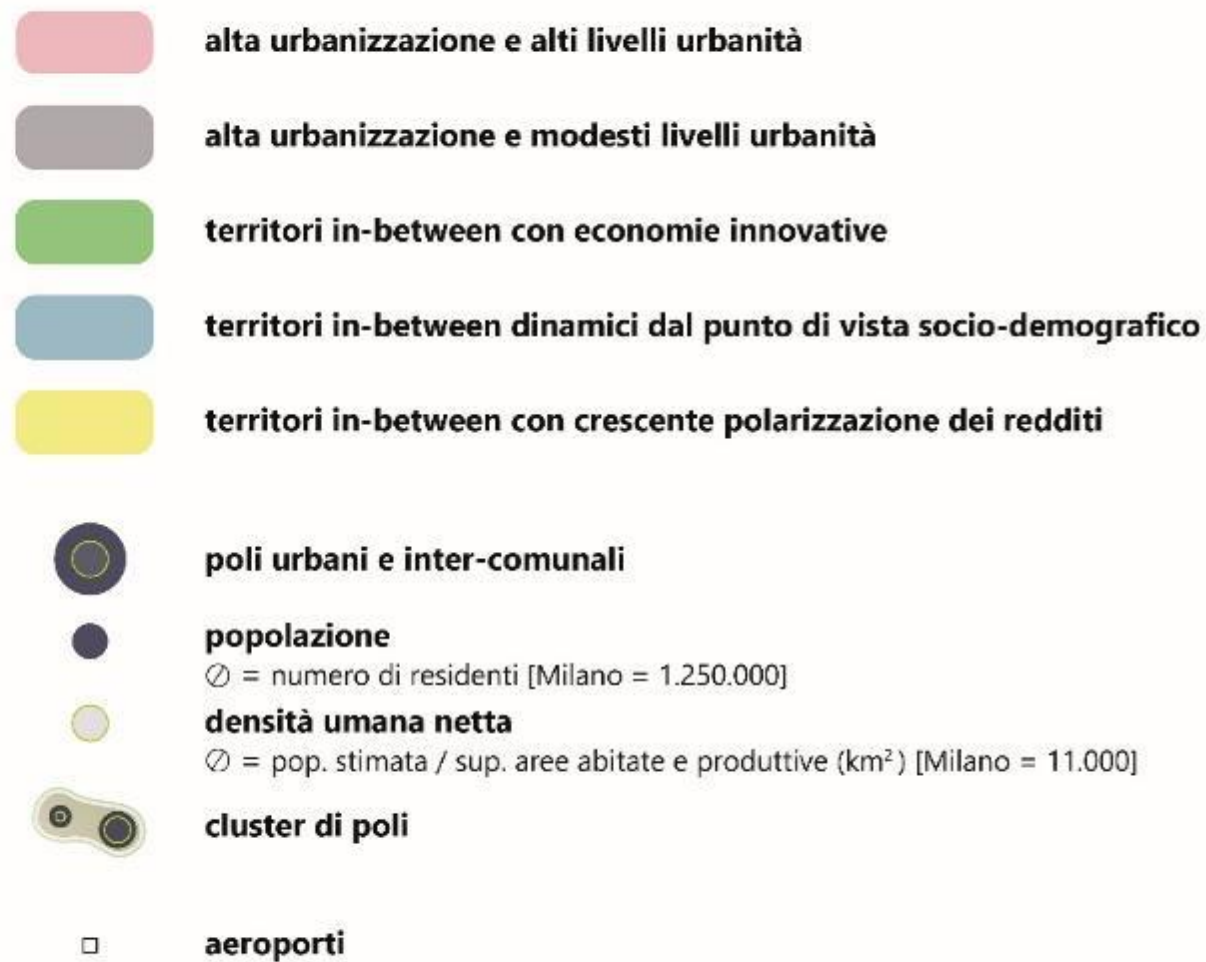 alta urbanizzazione e alti livelli urbanità
alta urbanizzazione e modesti livelli urbanità
territori in-between con economie innovative
territori in-between dinamici dal punto di vista socio-demografico
territori in-between con crescente polarizzazione dei redditi
poli urbani e inter-comunali
popolazione
∅ = numero di residenti [Milano = 1.250.000]
densità umana netta
∅ = pop. stimata / sup. aree abitate e produttive (km²) [Milano = 11.000]
cluster di poli
aeroporti